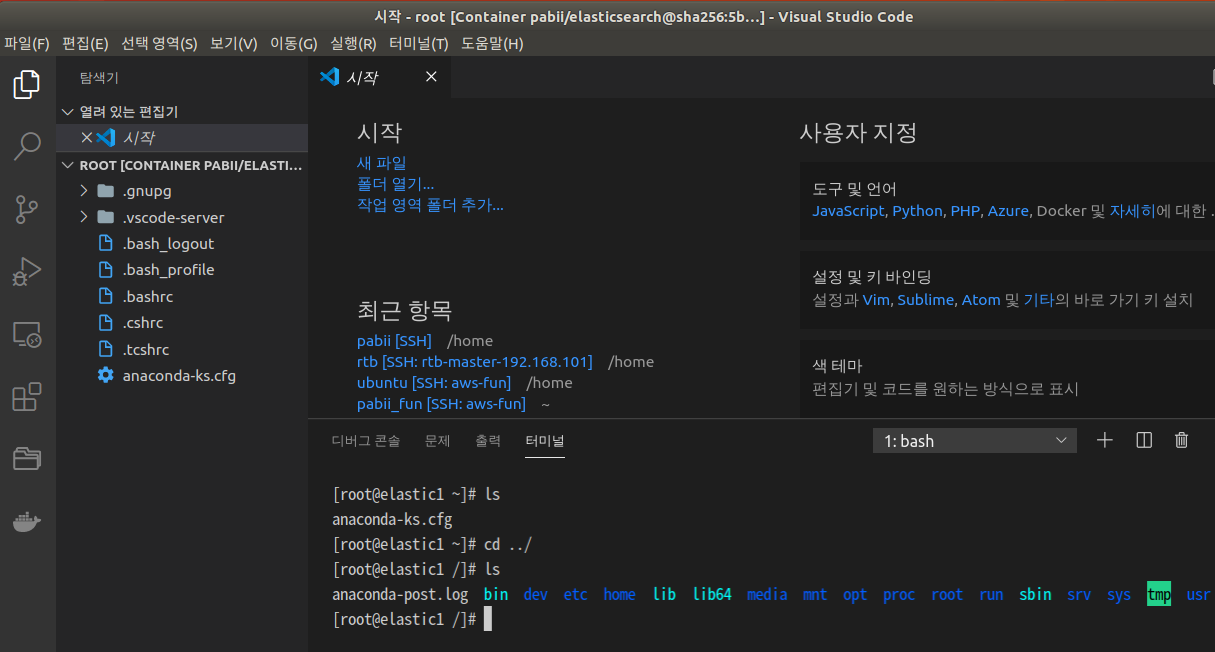 시작 - root [Container pabii/elasticsearch@sha256:5b...] - Visual Studio Code
파일(F) 편집(E) 선택 영역(S) 보기(V) 이동(G) 실행(R) 터미널(T) 도움말(H)
탐색기
열려 있는 편집기
시작
ROOT [CONTAINER PABII/ELASTI...
.gnupg
.vscode-server
.bash_logout
.bash_profile
.bashrc
.cshrc
.tcshrc
anaconda-ks.cfg
시작
시작
새 파일
폴더 열기...
작업 영역 폴더 추가...
최근 항목
pabii [SSH] /home
rtb [SSH: rtb-master-192.168.101] /home
ubuntu [SSH: aws-fun] /home
pabii_fun [SSH: aws-fun] ~
사용자 지정
도구 및 언어
JavaScript, Python, PHP, Azure, Docker 및 자세히에 대한 .
설정 및 키 바인딩
설정과 Vim, Sublime, Atom 및 기타의 바로 가기 키 설치
색 테마
편집기 및 코드를 원하는 방식으로 표시
디버그 콘솔 문제 출력 터미널
1: bash
[root@elastic1 ~]# ls
anaconda-ks.cfg
[root@elastic1 ~]# cd ../
[root@elastic1 /]# ls
anaconda-post.log bin dev etc home lib lib64 media mnt opt proc root run sbin srv sys tmp usr
[root@elastic1 /]#